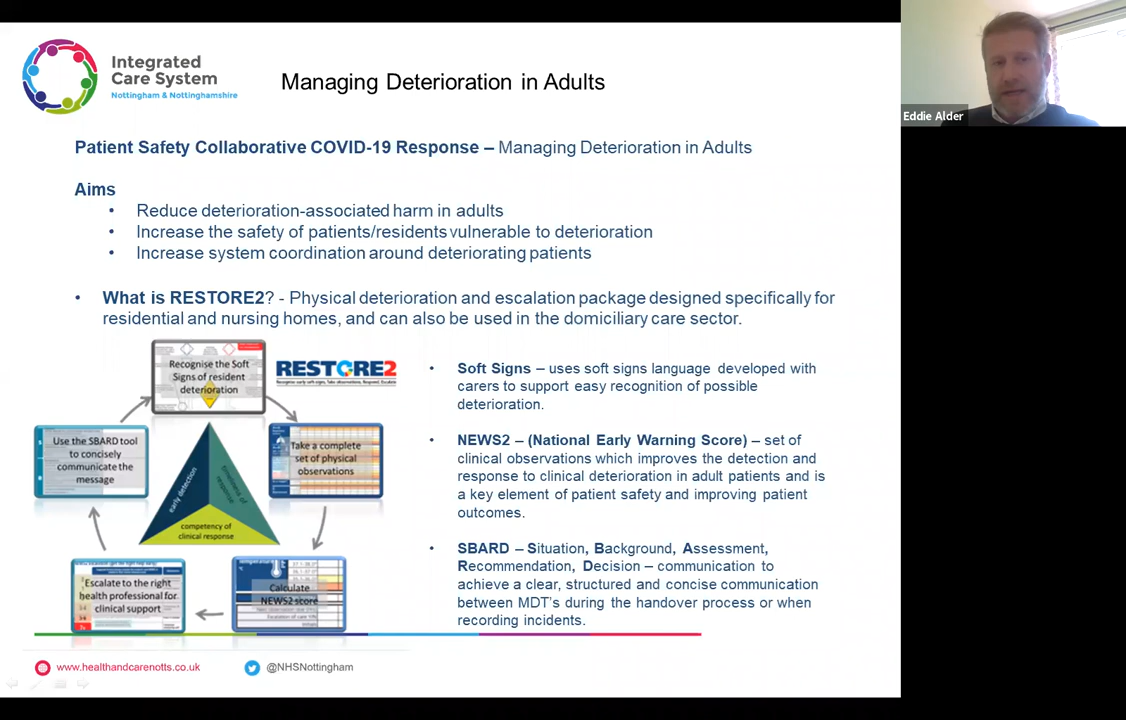 Integrated
Care System
Nottingham & Nottinghamshire
Managing Deterioration in Adults
Eddie Alder
Patient Safety Collaborative COVID-19 Response – Managing Deterioration in Adults
Aims
• Reduce deterioration-associated harm in adults
• Increase the safety of patients/residents vulnerable to deterioration
• Increase system coordination around deteriorating patients
• What is RESTORE2? - Physical deterioration and escalation package designed specifically for
residential and nursing homes, and can also be used in the domiciliary care sector.
Recognise the Soft
Signs of resident
deterioration
RESTORE2
Recognise early soft signs, Take observations, Respond, Escalate
Take a complete
set of physical
observations
Calculate
NEWS2 score
Escalate to the right
health professional for
clinical support
Use the SBARD tool
to concisely
communicate the
message
early detection
timeliness of
response
competency of
clinical response
• Soft Signs – uses soft signs language developed with
carers to support easy recognition of possible
deterioration.
• NEWS2 – (National Early Warning Score) – set of
clinical observations which improves the detection and
response to clinical deterioration in adult patients and is
a key element of patient safety and improving patient
outcomes.
• SBARD – Situation, Background, Assessment,
Recommendation, Decision – communication to
achieve a clear, structured and concise communication
between MDT's during the handover process or when
recording incidents.
www.healthandcarenotts.co.uk
@NHSNottingham